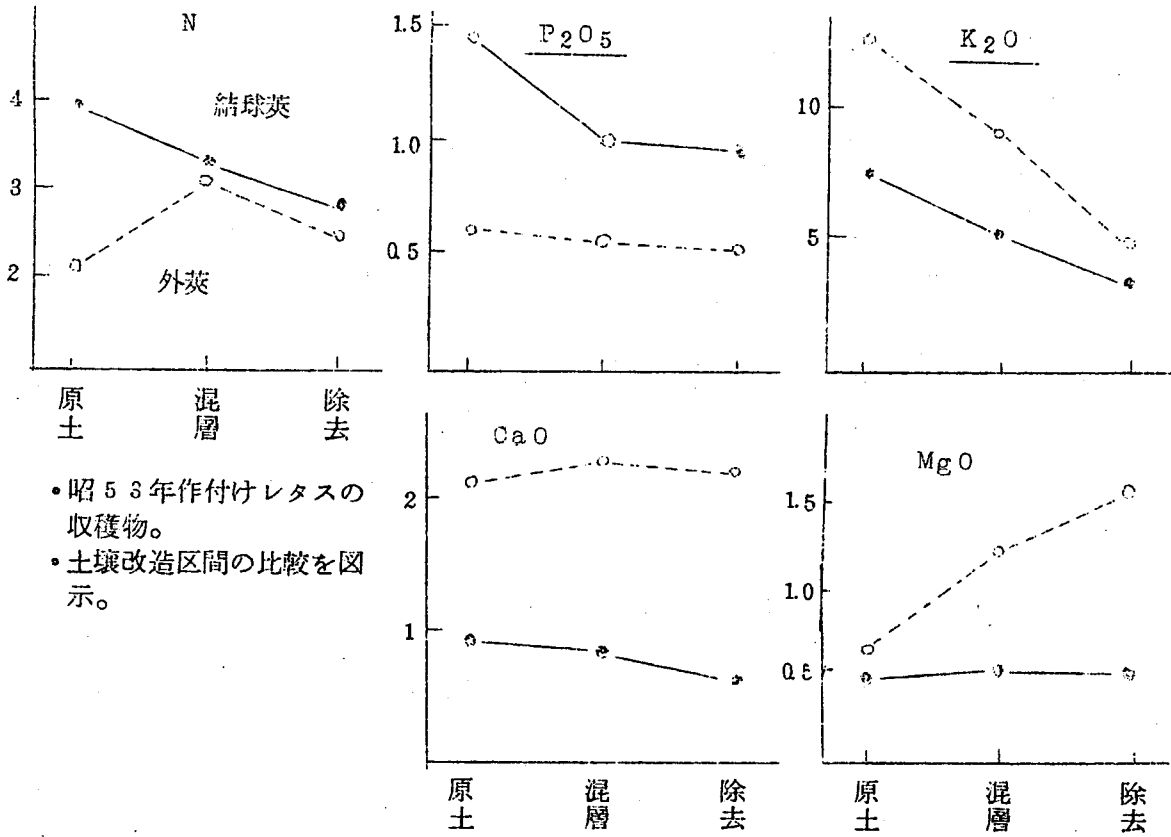 N
4
3
2
結球葉
外葉
原土
混層
除去
P2O5
1.5
1.0
0.5
K2O
10
5
・昭53年作付けレタスの
収穫物。
・土壌改造区間の比較を図
示。
CaO
2
1
原土
混層
除去
MgO
1.5
1.0
0.5
原土
混層
除去